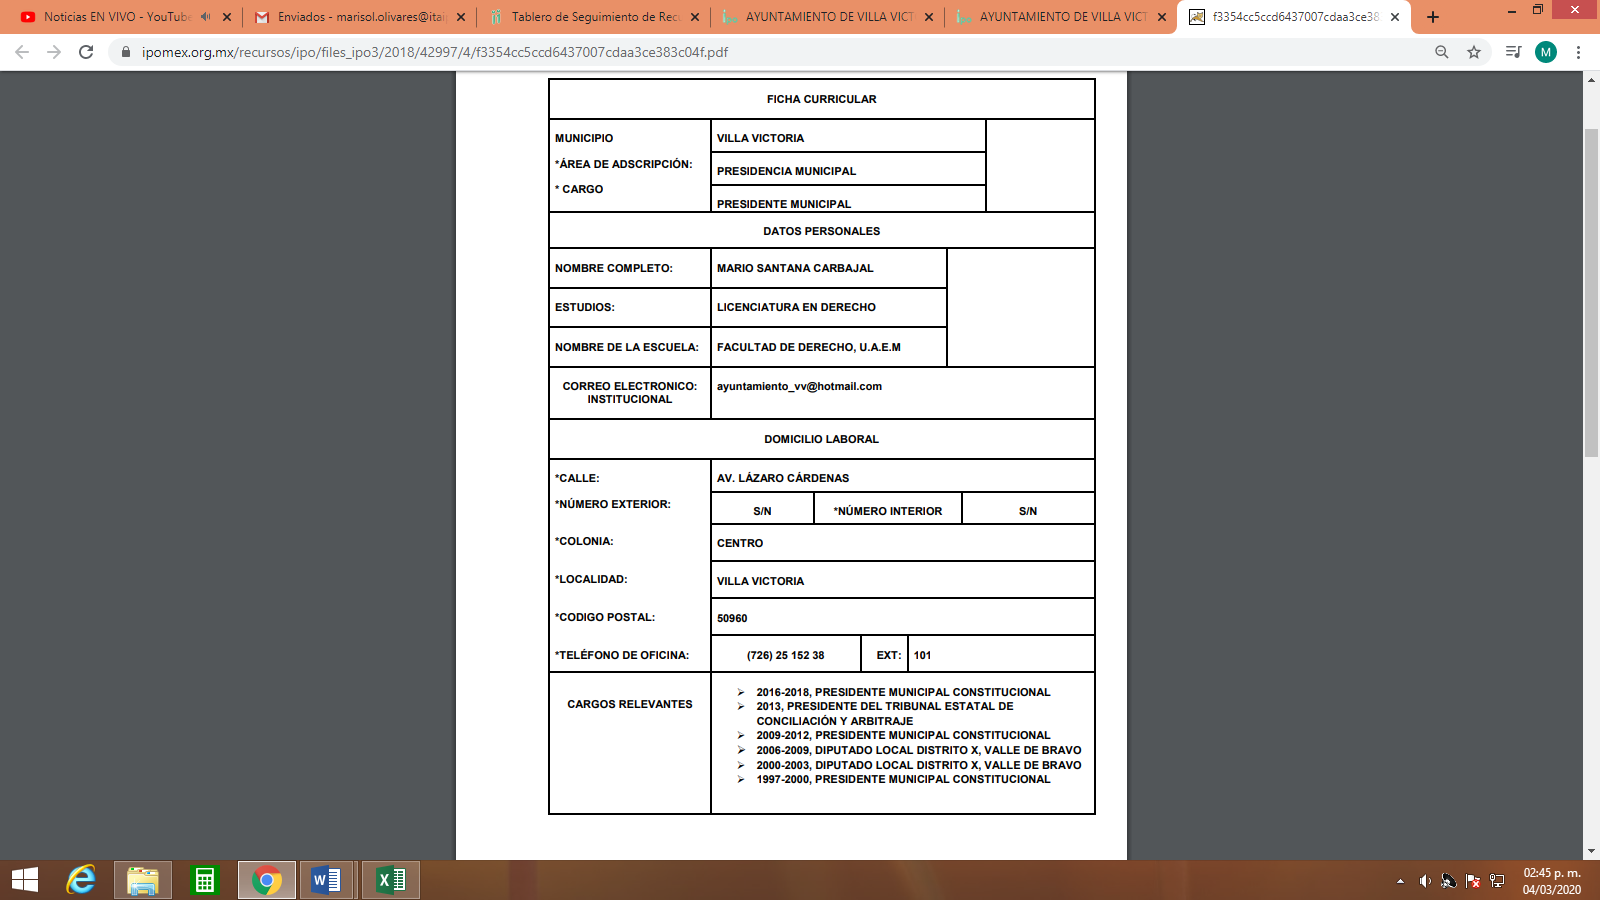 Noticias EN VIVO - YouTube
Enviados - marisol.olivares@itai
Tablero de Seguimiento de Recu
AYUNTAMIENTO DE VILLA VICT
AYUNTAMIENTO DE VILLA VICT
f3354cc5ccd6437007cdaa3ce383
ipomex.org.mx/recursos/ipo/files_ipo3/2018/42997/4/f3354cc5ccd6437007cdaa3ce383c04f.pdf
M
FICHA CURRICULAR
MUNICIPIO VILLA VICTORIA
*ÁREA DE ADSCRIPCIÓN: PRESIDENCIA MUNICIPAL
* CARGO PRESIDENTE MUNICIPAL
DATOS PERSONALES
NOMBRE COMPLETO: MARIO SANTANA CARBAJAL
ESTUDIOS: LICENCIATURA EN DERECHO
NOMBRE DE LA ESCUELA: FACULTAD DE DERECHO, U.A.E.M
CORREO ELECTRONICO: ayuntamiento_vv@hotmail.com
INSTITUCIONAL
DOMICILIO LABORAL
*CALLE: AV. LÁZARO CÁRDENAS
*NÚMERO EXTERIOR: S/N *NÚMERO INTERIOR S/N
*COLONIA: CENTRO
*LOCALIDAD: VILLA VICTORIA
*CODIGO POSTAL: 50960
*TELÉFONO DE OFICINA: (726) 25 152 38 EXT: 101
CARGOS RELEVANTES
➢ 2016-2018, PRESIDENTE MUNICIPAL CONSTITUCIONAL
➢ 2013, PRESIDENTE DEL TRIBUNAL ESTATAL DE
CONCILIACIÓN Y ARBITRAJE
➢ 2009-2012, PRESIDENTE MUNICIPAL CONSTITUCIONAL
➢ 2006-2009, DIPUTADO LOCAL DISTRITO X, VALLE DE BRAVO
➢ 2000-2003, DIPUTADO LOCAL DISTRITO X, VALLE DE BRAVO
➢ 1997-2000, PRESIDENTE MUNICIPAL CONSTITUCIONAL
02:45 p. m.
04/03/2020